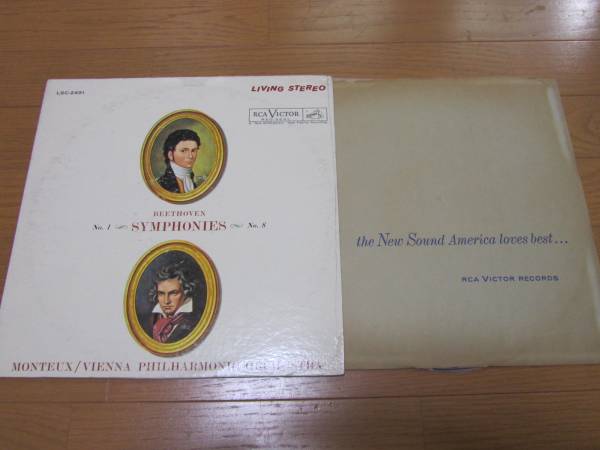 LSC-2491
LIVING STEREO
RCA VICTOR
BEETHOVEN
No. 1 SYMPHONIES No. 8
MONTEUX/VIENNA PHILHARMONIC
the New Sound America loves best...
RCA VICTOR RECORDS